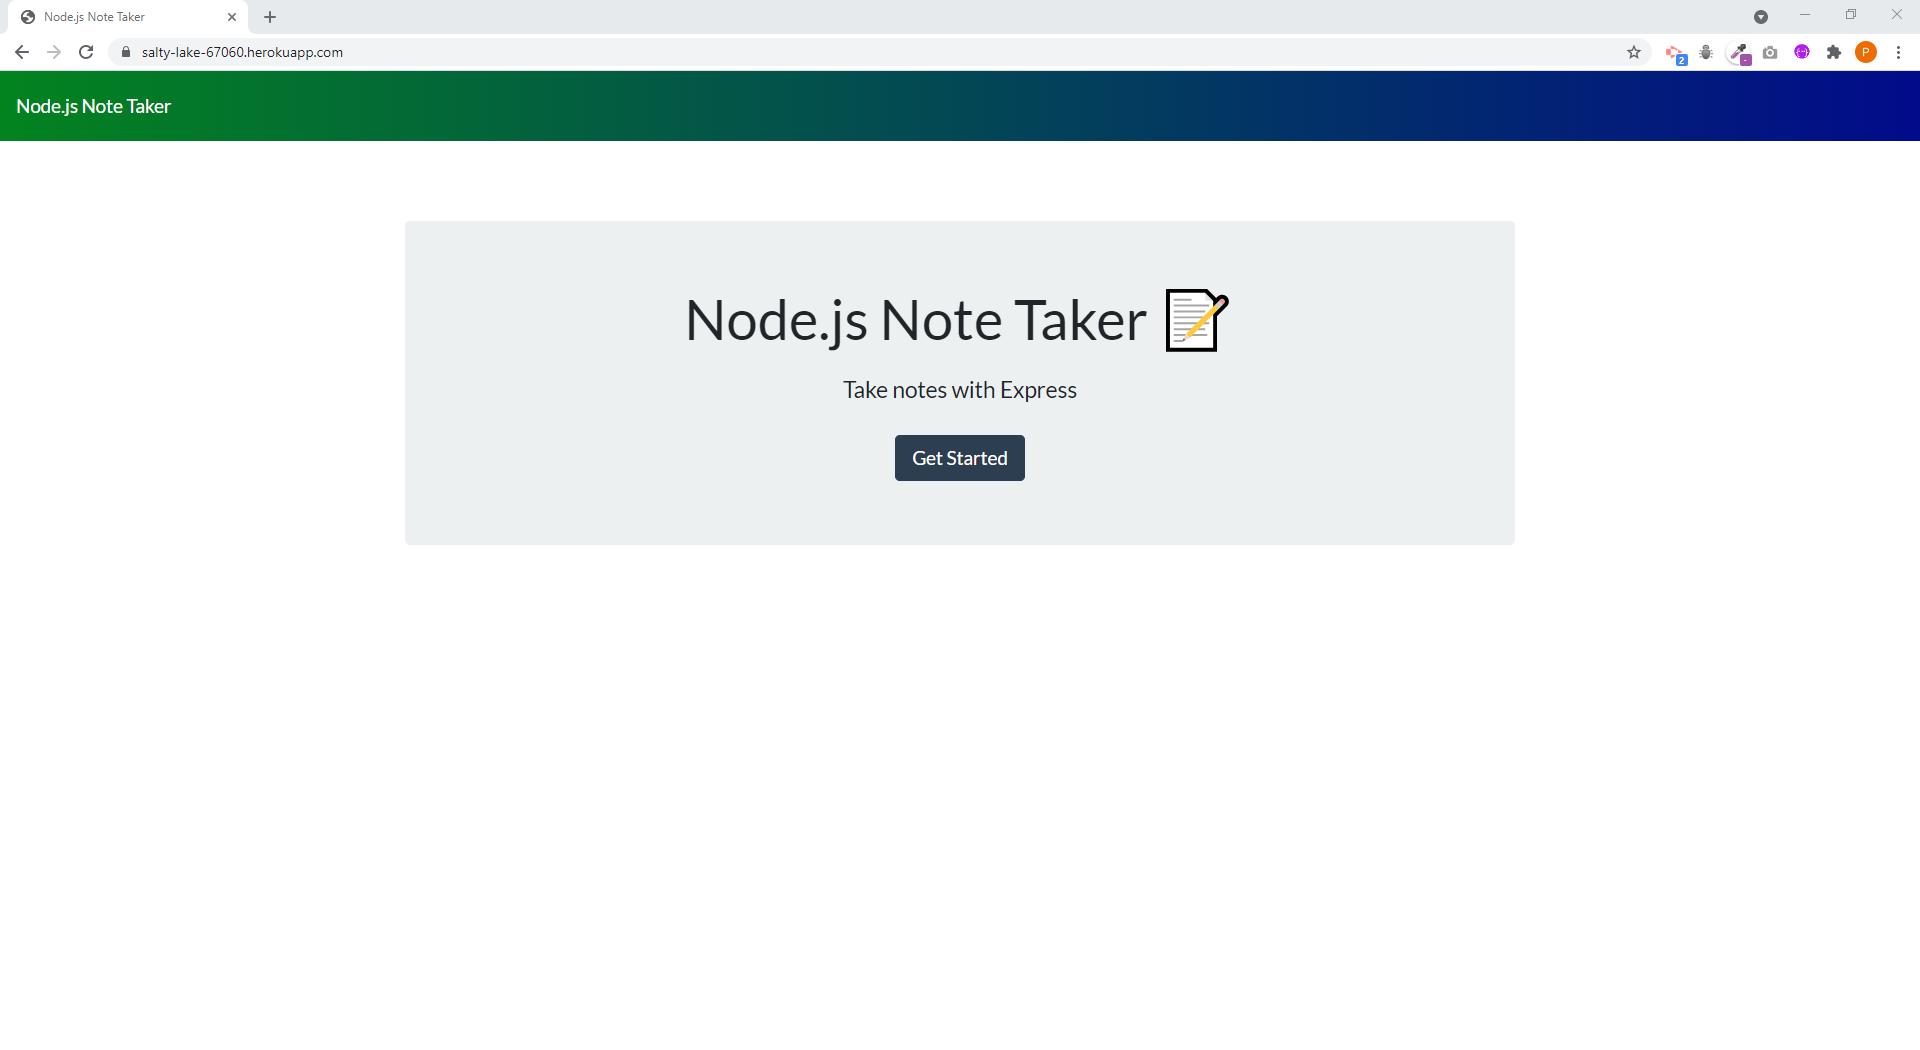 Node.js Note Taker
salty-lake-67060.herokuapp.com
2
P
Node.js Note Taker
Node.js Note Taker
Take notes with Express
Get Started